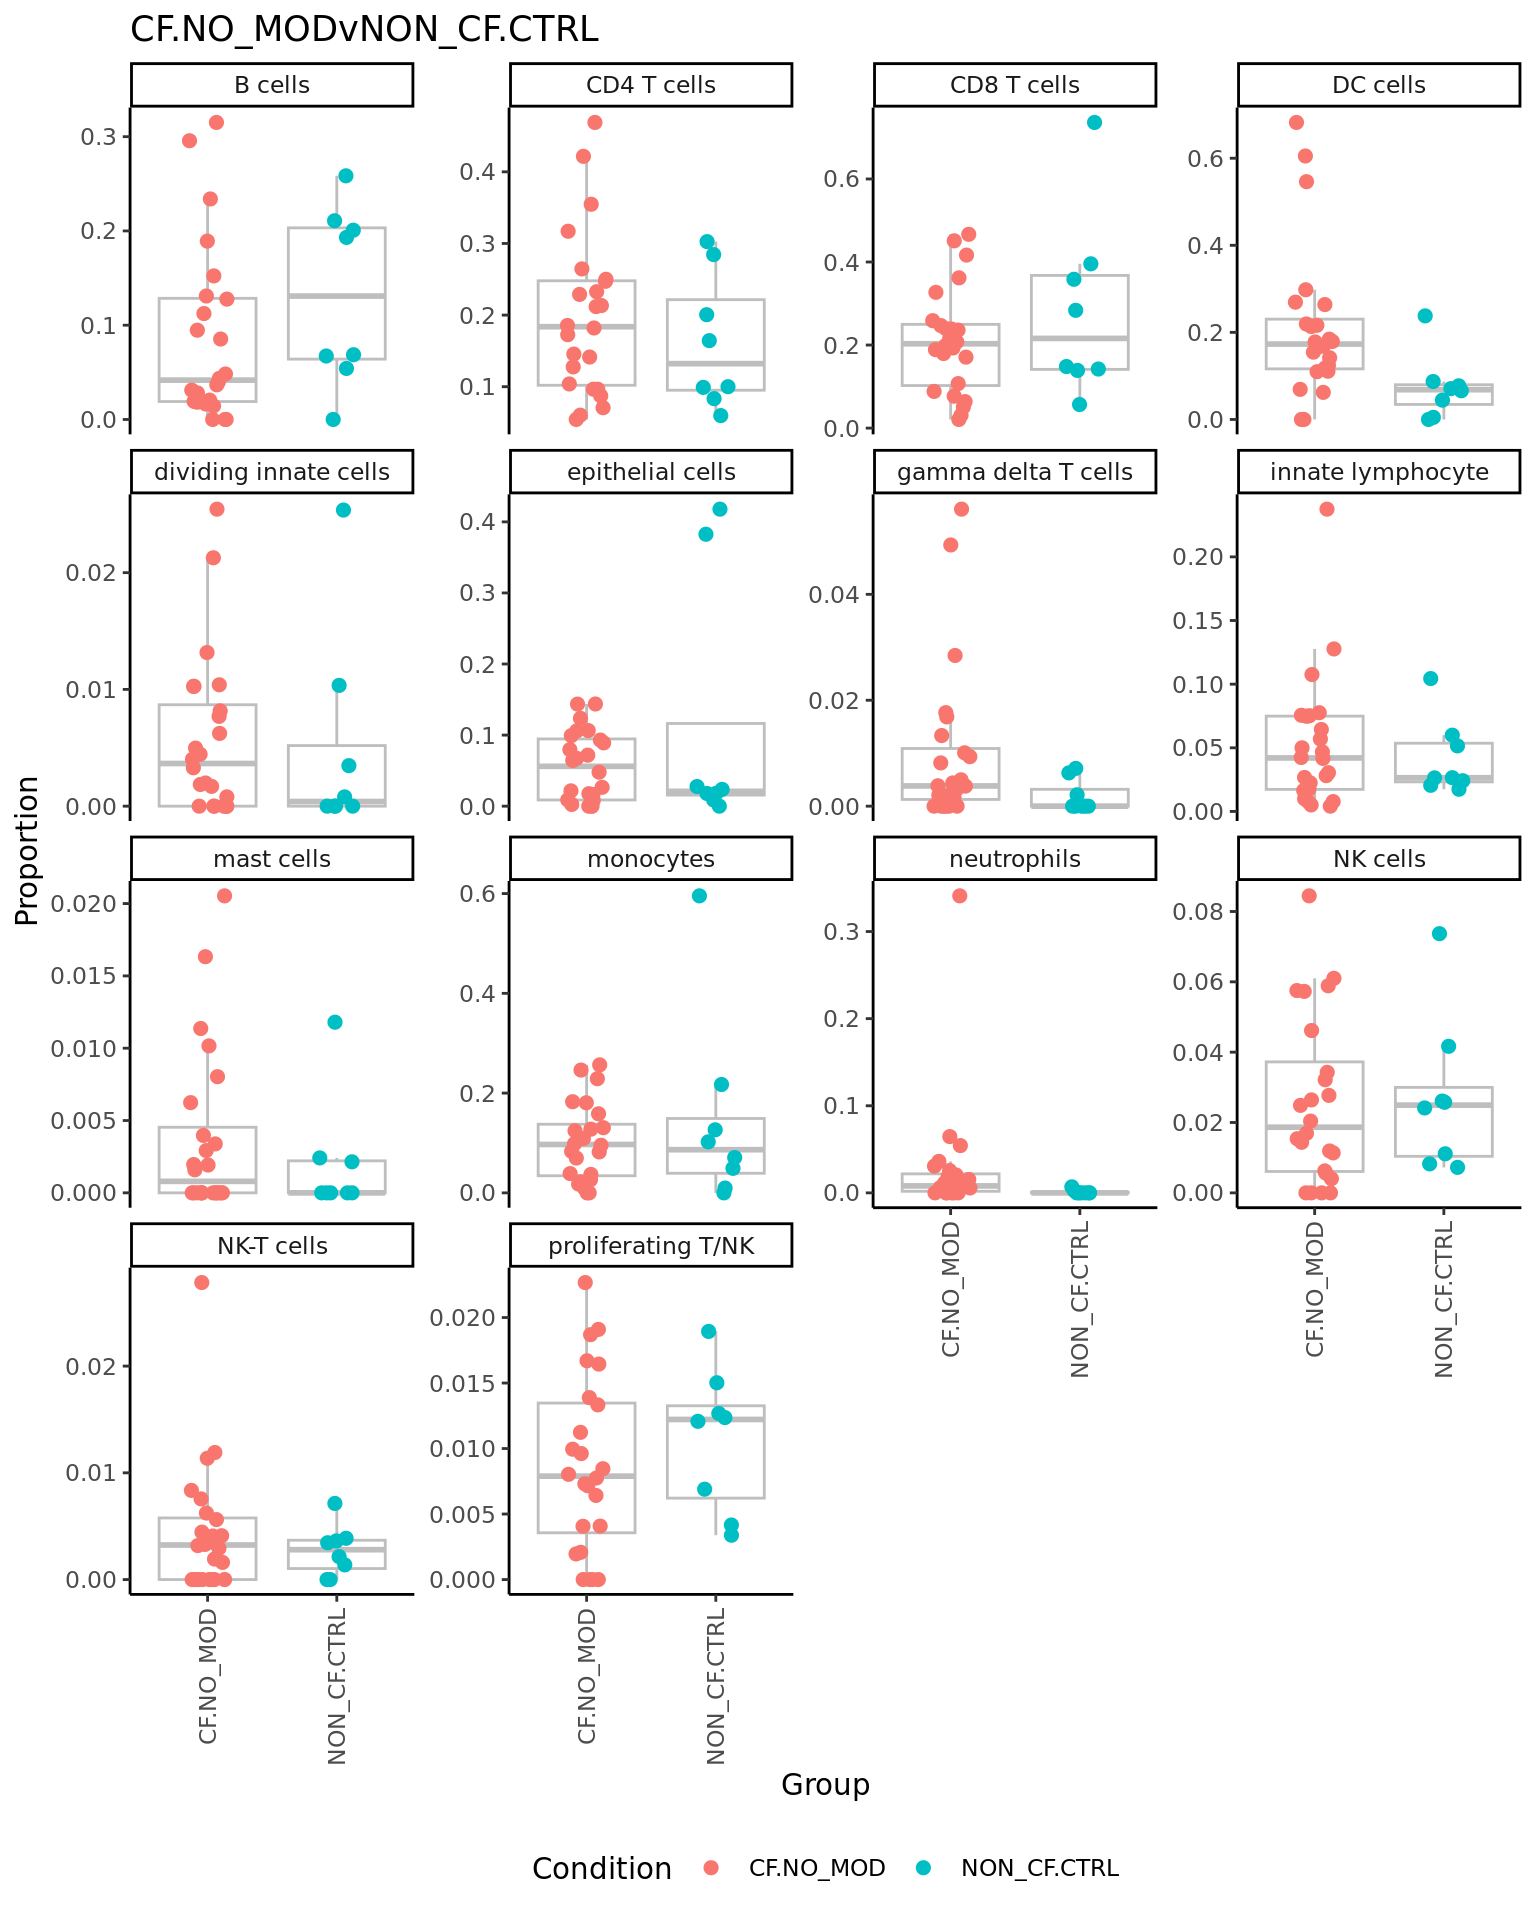 CF.NO_MODvNON_CF.CTRL
B cells
CD4 T cells
CD8 T cells
DC cells
0.3
0.2
0.1
0.0
0.4
0.3
0.2
0.1
0.6
0.4
0.2
0.0
0.6
0.4
0.2
0.0
dividing innate cells
epithelial cells
gamma delta T cells
innate lymphocyte
0.02
0.01
0.00
0.4
0.3
0.2
0.1
0.0
0.04
0.02
0.00
0.20
0.15
0.10
0.05
0.00
Proportion
mast cells
monocytes
neutrophils
NK cells
0.020
0.015
0.010
0.005
0.000
0.6
0.4
0.2
0.0
0.3
0.2
0.1
0.0
0.08
0.06
0.04
0.02
0.00
CF.NO_MOD
NON_CF.CTRL
CF.NO_MOD
NON_CF.CTRL
NK-T cells
proliferating T/NK
0.02
0.01
0.00
0.020
0.015
0.010
0.005
0.000
CF.NO_MOD
NON_CF.CTRL
CF.NO_MOD
NON_CF.CTRL
Group
Condition CF.NO_MOD NON_CF.CTRL